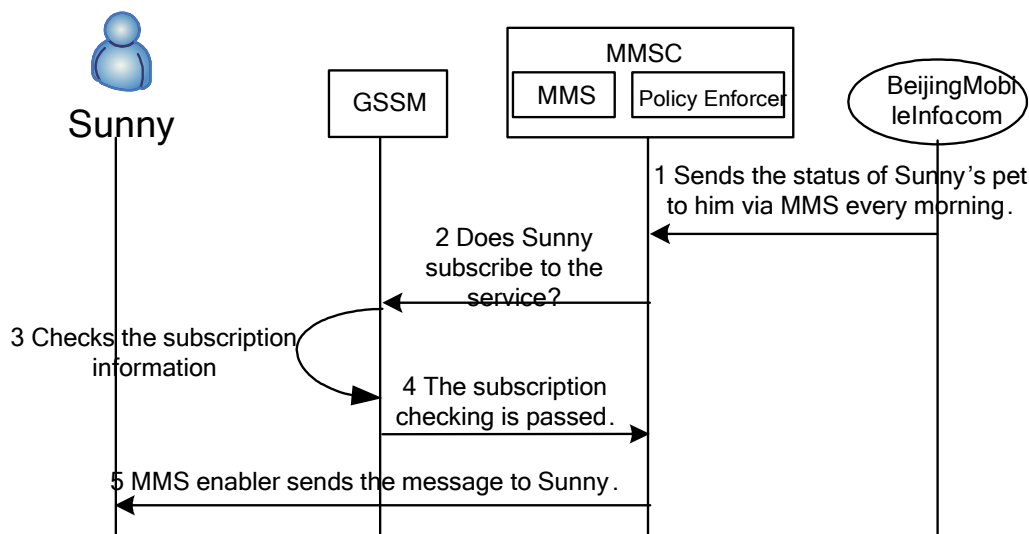 Sunny
GSSM
MMSC
MMS
Policy Enforcer
BeijingMobi
leInfo.com
1 Sends the status of Sunny's pet
to him via MMS every morning.
2 Does Sunny
subscribe to the
service?
3 Checks the subscription
information
4 The subscription
checking is passed.
5 MMS enabler sends the message to Sunny.